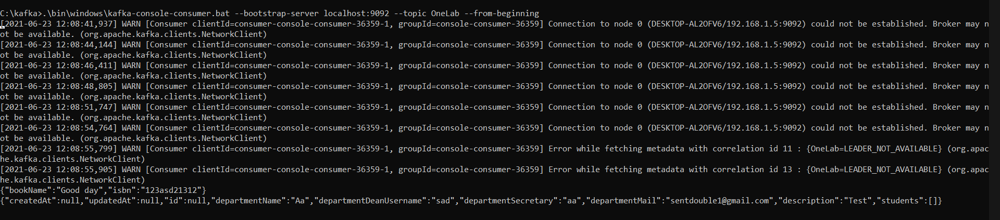 C:\kafka>.\bin\windows\kafka-console-consumer.bat --bootstrap-server localhost:9092 --topic OneLab --from-beginning
[2021-06-23 12:08:41,937] WARN [Consumer clientId=consumer-console-consumer-36359-1, groupId=console-consumer-36359] Connection to node 0 (DESKTOP-AL2OFV6/192.168.1.5:9092) could not be established. Broker may n
ot be available. (org.apache.kafka.clients.NetworkClient)
[2021-06-23 12:08:44,144] WARN [Consumer clientId=consumer-console-consumer-36359-1, groupId=console-consumer-36359] Connection to node 0 (DESKTOP-AL2OFV6/192.168.1.5:9092) could not be established. Broker may n
ot be available. (org.apache.kafka.clients.NetworkClient)
[2021-06-23 12:08:46,411] WARN [Consumer clientId=consumer-console-consumer-36359-1, groupId=console-consumer-36359] Connection to node 0 (DESKTOP-AL2OFV6/192.168.1.5:9092) could not be established. Broker may n
ot be available. (org.apache.kafka.clients.NetworkClient)
[2021-06-23 12:08:48,805] WARN [Consumer clientId=consumer-console-consumer-36359-1, groupId=console-consumer-36359] Connection to node 0 (DESKTOP-AL2OFV6/192.168.1.5:9092) could not be established. Broker may n
ot be available. (org.apache.kafka.clients.NetworkClient)
[2021-06-23 12:08:51,747] WARN [Consumer clientId=consumer-console-consumer-36359-1, groupId=console-consumer-36359] Connection to node 0 (DESKTOP-AL2OFV6/192.168.1.5:9092) could not be established. Broker may n
ot be available. (org.apache.kafka.clients.NetworkClient)
[2021-06-23 12:08:54,764] WARN [Consumer clientId=consumer-console-consumer-36359-1, groupId=console-consumer-36359] Connection to node 0 (DESKTOP-AL2OFV6/192.168.1.5:9092) could not be established. Broker may n
ot be available. (org.apache.kafka.clients.NetworkClient)
[2021-06-23 12:08:55,799] WARN [Consumer clientId=consumer-console-consumer-36359-1, groupId=console-consumer-36359] Error while fetching metadata with correlation id 11 : {OneLab=LEADER_NOT_AVAILABLE} (org.apac
he.kafka.clients.NetworkClient)
[2021-06-23 12:08:55,905] WARN [Consumer clientId=consumer-console-consumer-36359-1, groupId=console-consumer-36359] Error while fetching metadata with correlation id 13 : {OneLab=LEADER_NOT_AVAILABLE} (org.apac
he.kafka.clients.NetworkClient)
{"bookName":"Good day","isbn":"123asd21312"}
{"createdAt":null,"updatedAt":null,"id":null,"departmentName":"Aa","departmentDeanUsername":"sad","departmentSecretary":"aa","departmentMail":"sentdouble1@gmail.com","description":"Test","students":[]}